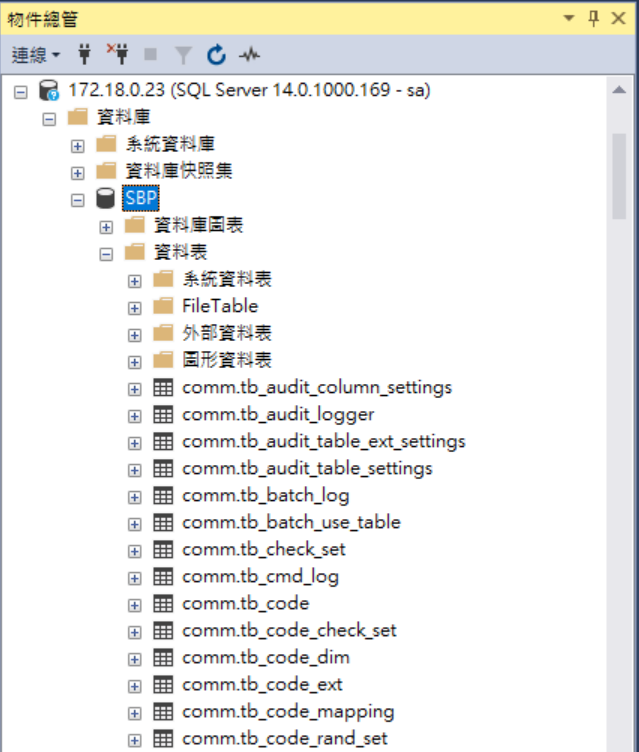 物件總管
連線
172.18.0.23 (SQL Server 14.0.1000.169 - sa)
資料庫
系統資料庫
資料庫快照集
SBP
資料庫圖表
資料表
系統資料表
FileTable
外部資料表
圖形資料表
comm.tb_audit_column_settings
comm.tb_audit_logger
comm.tb_audit_table_ext_settings
comm.tb_audit_table_settings
comm.tb_batch_log
comm.tb_batch_use_table
comm.tb_check_set
comm.tb_cmd_log
comm.tb_code
comm.tb_code_check_set
comm.tb_code_dim
comm.tb_code_ext
comm.tb_code_mapping
comm.tb_code_rand_set